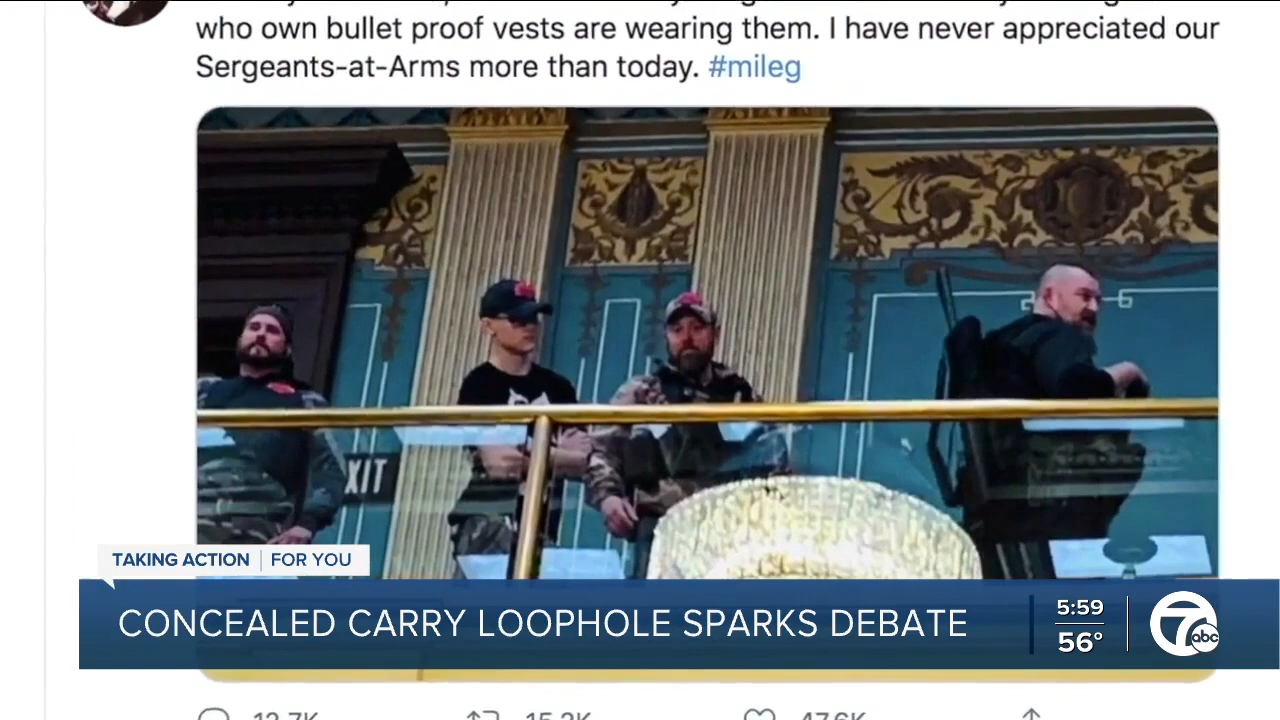 who own bullet proof vests are wearing them. I have never appreciated our
Sergeants-at-Arms more than today. #mileg
XIT
TAKING ACTION FOR YOU
CONCEALED CARRY LOOPHOLE SPARKS DEBATE
5:59
56°
7 abc